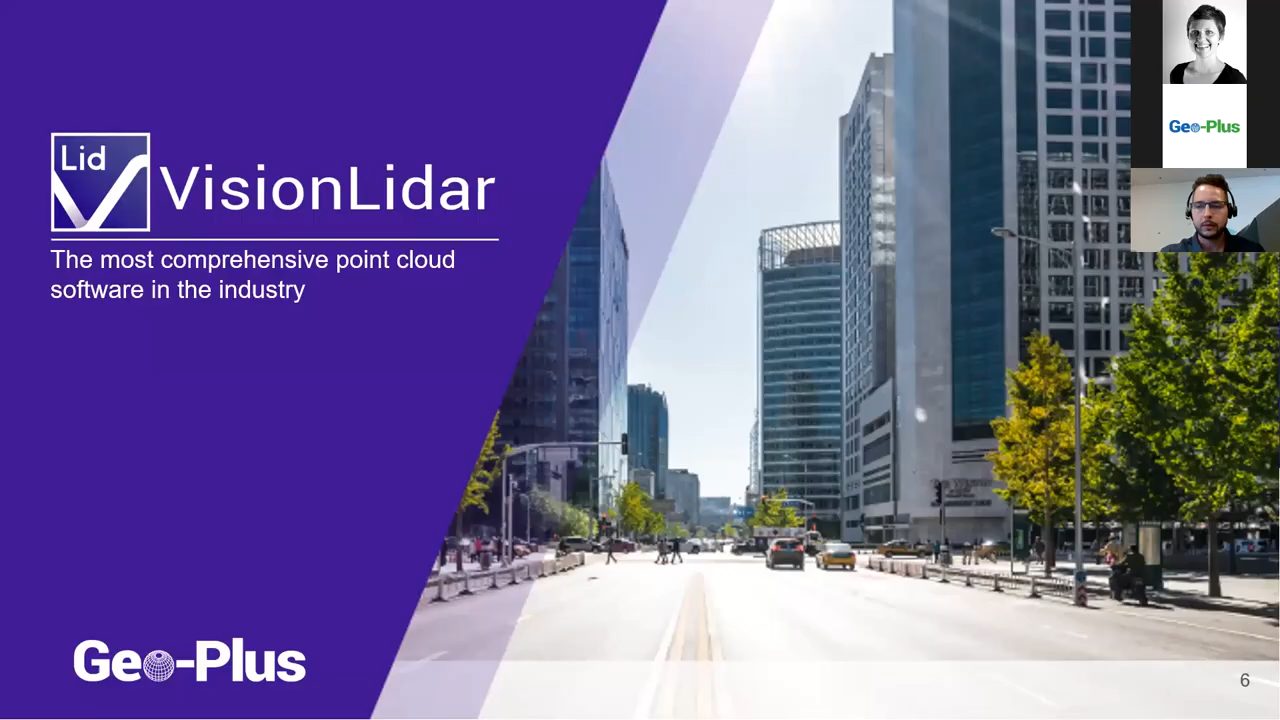 Lid
VisionLidar
The most comprehensive point cloud
software in the industry
Geo-Plus
Geo-Plus
6